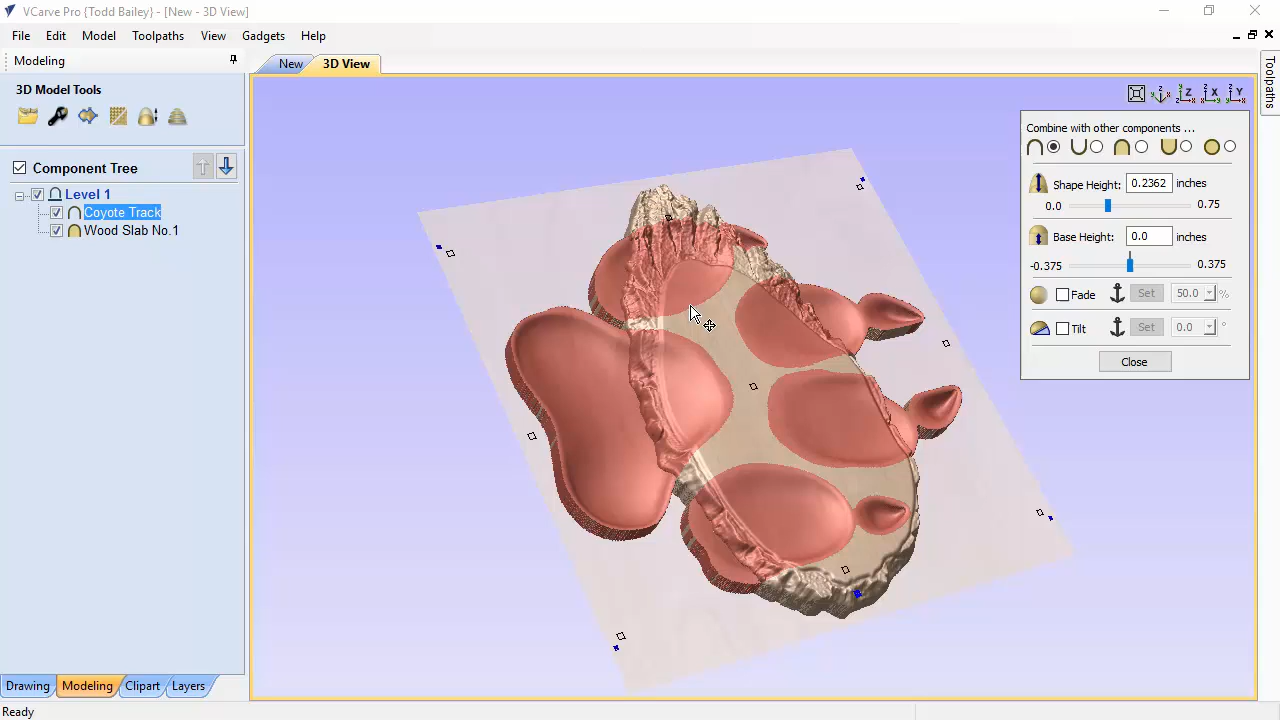 VCarve Pro {Todd Bailey} - [New - 3D View]
File Edit Model Toolpaths View Gadgets Help
Modeling
New 3D View
Toolpaths
3D Model Tools
Z X Y
Component Tree
Level 1
Coyote Track
Wood Slab No.1
Combine with other components ...
Shape Height: 0.2362 inches
0.0 0.75
Base Height: 0.0 inches
-0.375 0.375
Fade Set 50.0 %
Tilt Set 0.0 °
Close
Drawing Modeling Clipart Layers
Ready